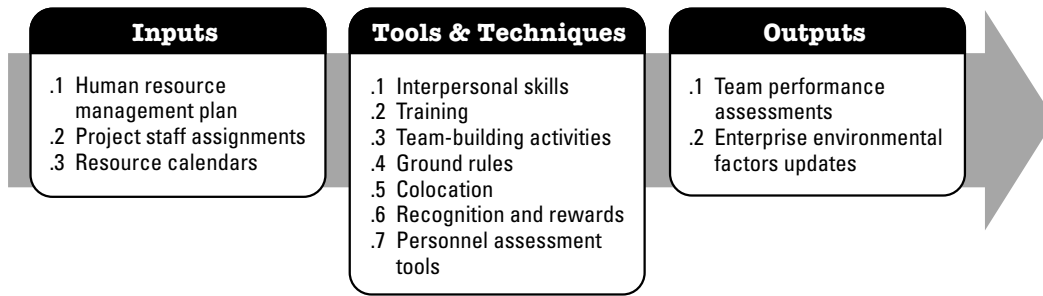 Inputs
.1 Human resource
management plan
.2 Project staff assignments
.3 Resource calendars
Tools & Techniques
.1 Interpersonal skills
.2 Training
.3 Team-building activities
.4 Ground rules
.5 Colocation
.6 Recognition and rewards
.7 Personnel assessment
tools
Outputs
.1 Team performance
assessments
.2 Enterprise environmental
factors updates